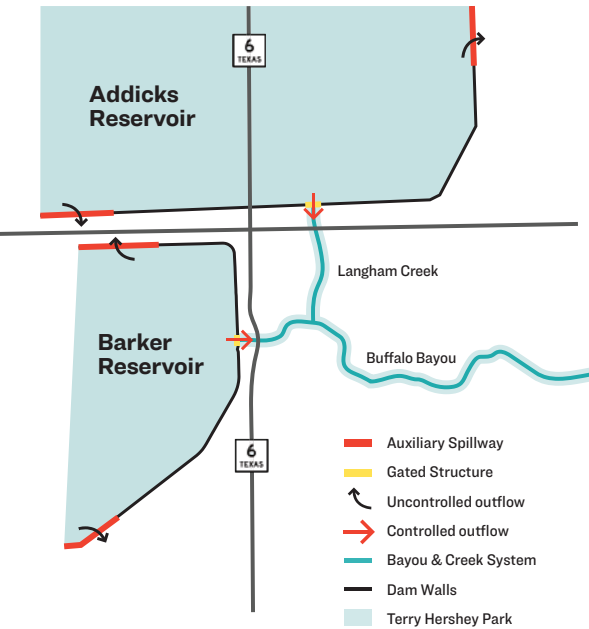 6
TEXAS
Addicks
Reservoir
Langham Creek
Barker
Reservoir
Buffalo Bayou
6
TEXAS
Auxiliary Spillway
Gated Structure
Uncontrolled outflow
Controlled outflow
Bayou & Creek System
Dam Walls
Terry Hershey Park